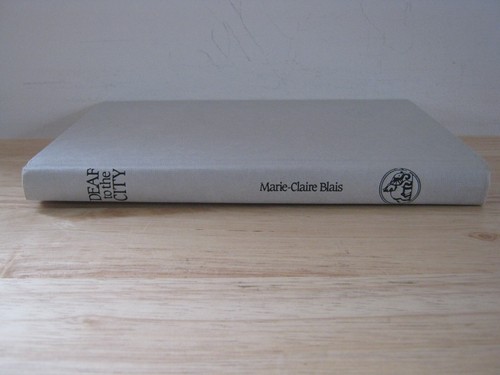 DEAF
to the
CITY
Marie-Claire Blais